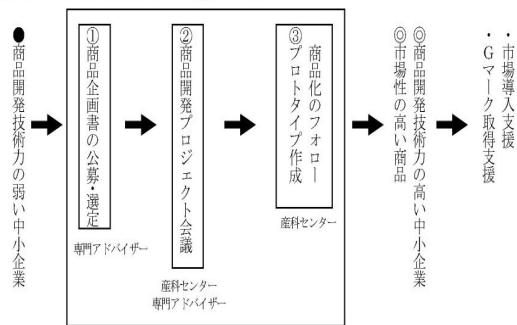 ●商品開発技術力の弱い中小企業
①商品企画書の公募・選定
専門アドバイザー
②商品開発プロジェクト会議
産科センター
専門アドバイザー
③商品化のフォロー
プロトタイプ作成
産科センター
◎商品開発技術力の高い中小企業
◎市場性の高い商品
・市場導入支援
・Gマーク取得支援